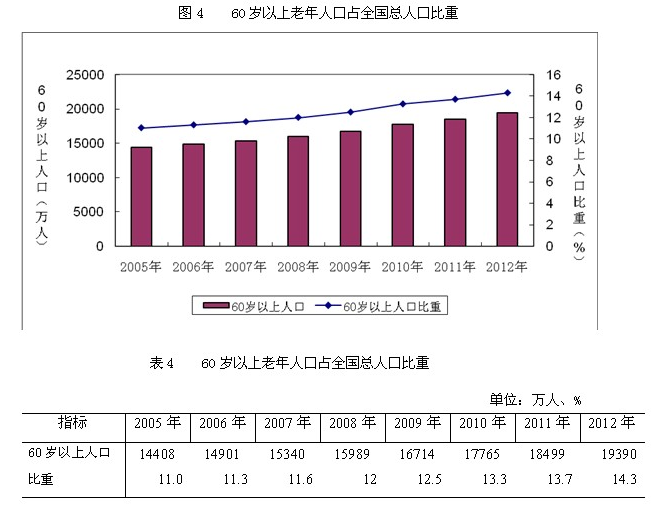 图 4 60 岁以上老年人口占全国总人口比重
60岁以上人口（万人）
25000
20000
15000
10000
5000
0
16
14
12
10
8
6
4
2
0
60岁以上人口比重（%）
2005年 2006年 2007年 2008年 2009年 2010年 2011年 2012年
60岁以上人口 60岁以上人口比重
表 4 60 岁以上老年人口占全国总人口比重
单位：万人、%
指标 2005 年 2006 年 2007 年 2008 年 2009 年 2010 年 2011 年 2012 年
60 岁以上人口 14408 14901 15340 15989 16714 17765 18499 19390
比重 11.0 11.3 11.6 12 12.5 13.3 13.7 14.3